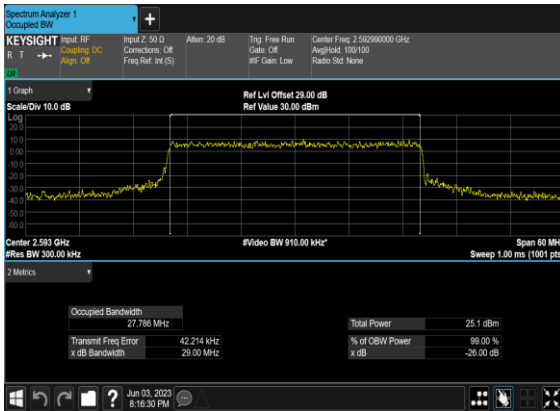 Spectrum Analyzer 1
Occupied BW
+
KEYSIGHT
R T
LXI
Input: RF
Coupling: DC
Align: Off
Input Z: 50 Ω
Corrections: Off
Freq Ref: Int (S)
Atten: 20 dB
Trig: Free Run
Gate: Off
#IF Gain: Low
Center Freq: 2.592990000 GHz
Avg|Hold: 100/100
Radio Std: None
1 Graph
Scale/Div 10.0 dB
Ref Lvl Offset 29.00 dB
Ref Value 30.00 dBm
Log
20.0
10.0
0.00
-10.0
-20.0
-30.0
-40.0
-50.0
-60.0
Center 2.593 GHz
#Res BW 300.00 kHz
#Video BW 910.00 kHz*
Span 60 MH
Sweep 1.00 ms (1001 pts
2 Metrics
Occupied Bandwidth
27.786 MHz
Transmit Freq Error 42.214 kHz
x dB Bandwidth 29.00 MHz
Total Power 25.1 dBm
% of OBW Power 99.00 %
x dB -26.00 dB
?
Jun 03, 2023
8:16:30 PM